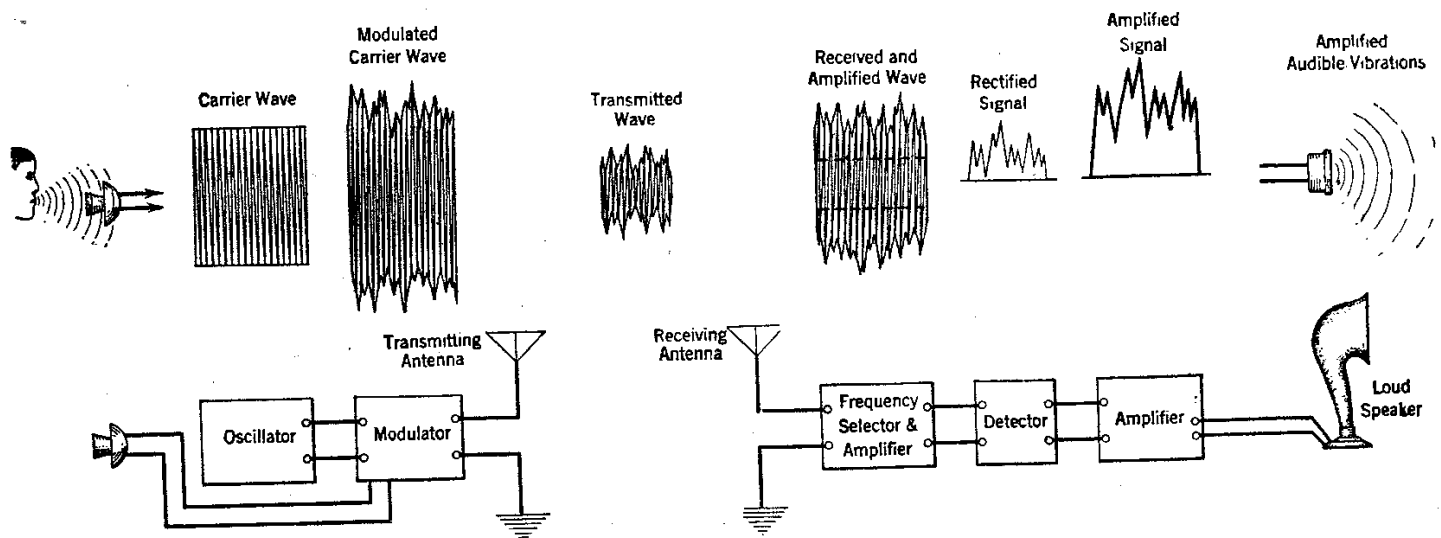 Modulated
Carrier Wave
Carrier Wave
Transmitted
Wave
Received and
Amplified Wave
Rectified
Signal
Amplified
Signal
Amplified
Audible Vibrations
Transmitting
Antenna
Receiving
Antenna
Oscillator
Modulator
Frequency
Selector &
Amplifier
Detector
Amplifier
Loud
Speaker